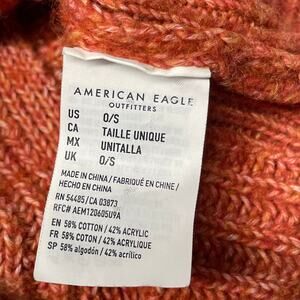 AMERICAN EAGLE
OUTFITTERS
US O/S
CA TAILLE UNIQUE
MX UNITALLA
UK O/S
MADE IN CHINA / FABRIQUÉ EN CHINE /
HECHO EN CHINA
RN 54485/ CA 03873
RFC# AEM120605U9A
EN 58% COTTON / 42% ACRYLIC
FR 58% COTON / 42% ACRYLIQUE
SP 58% algodón / 42% acrílico